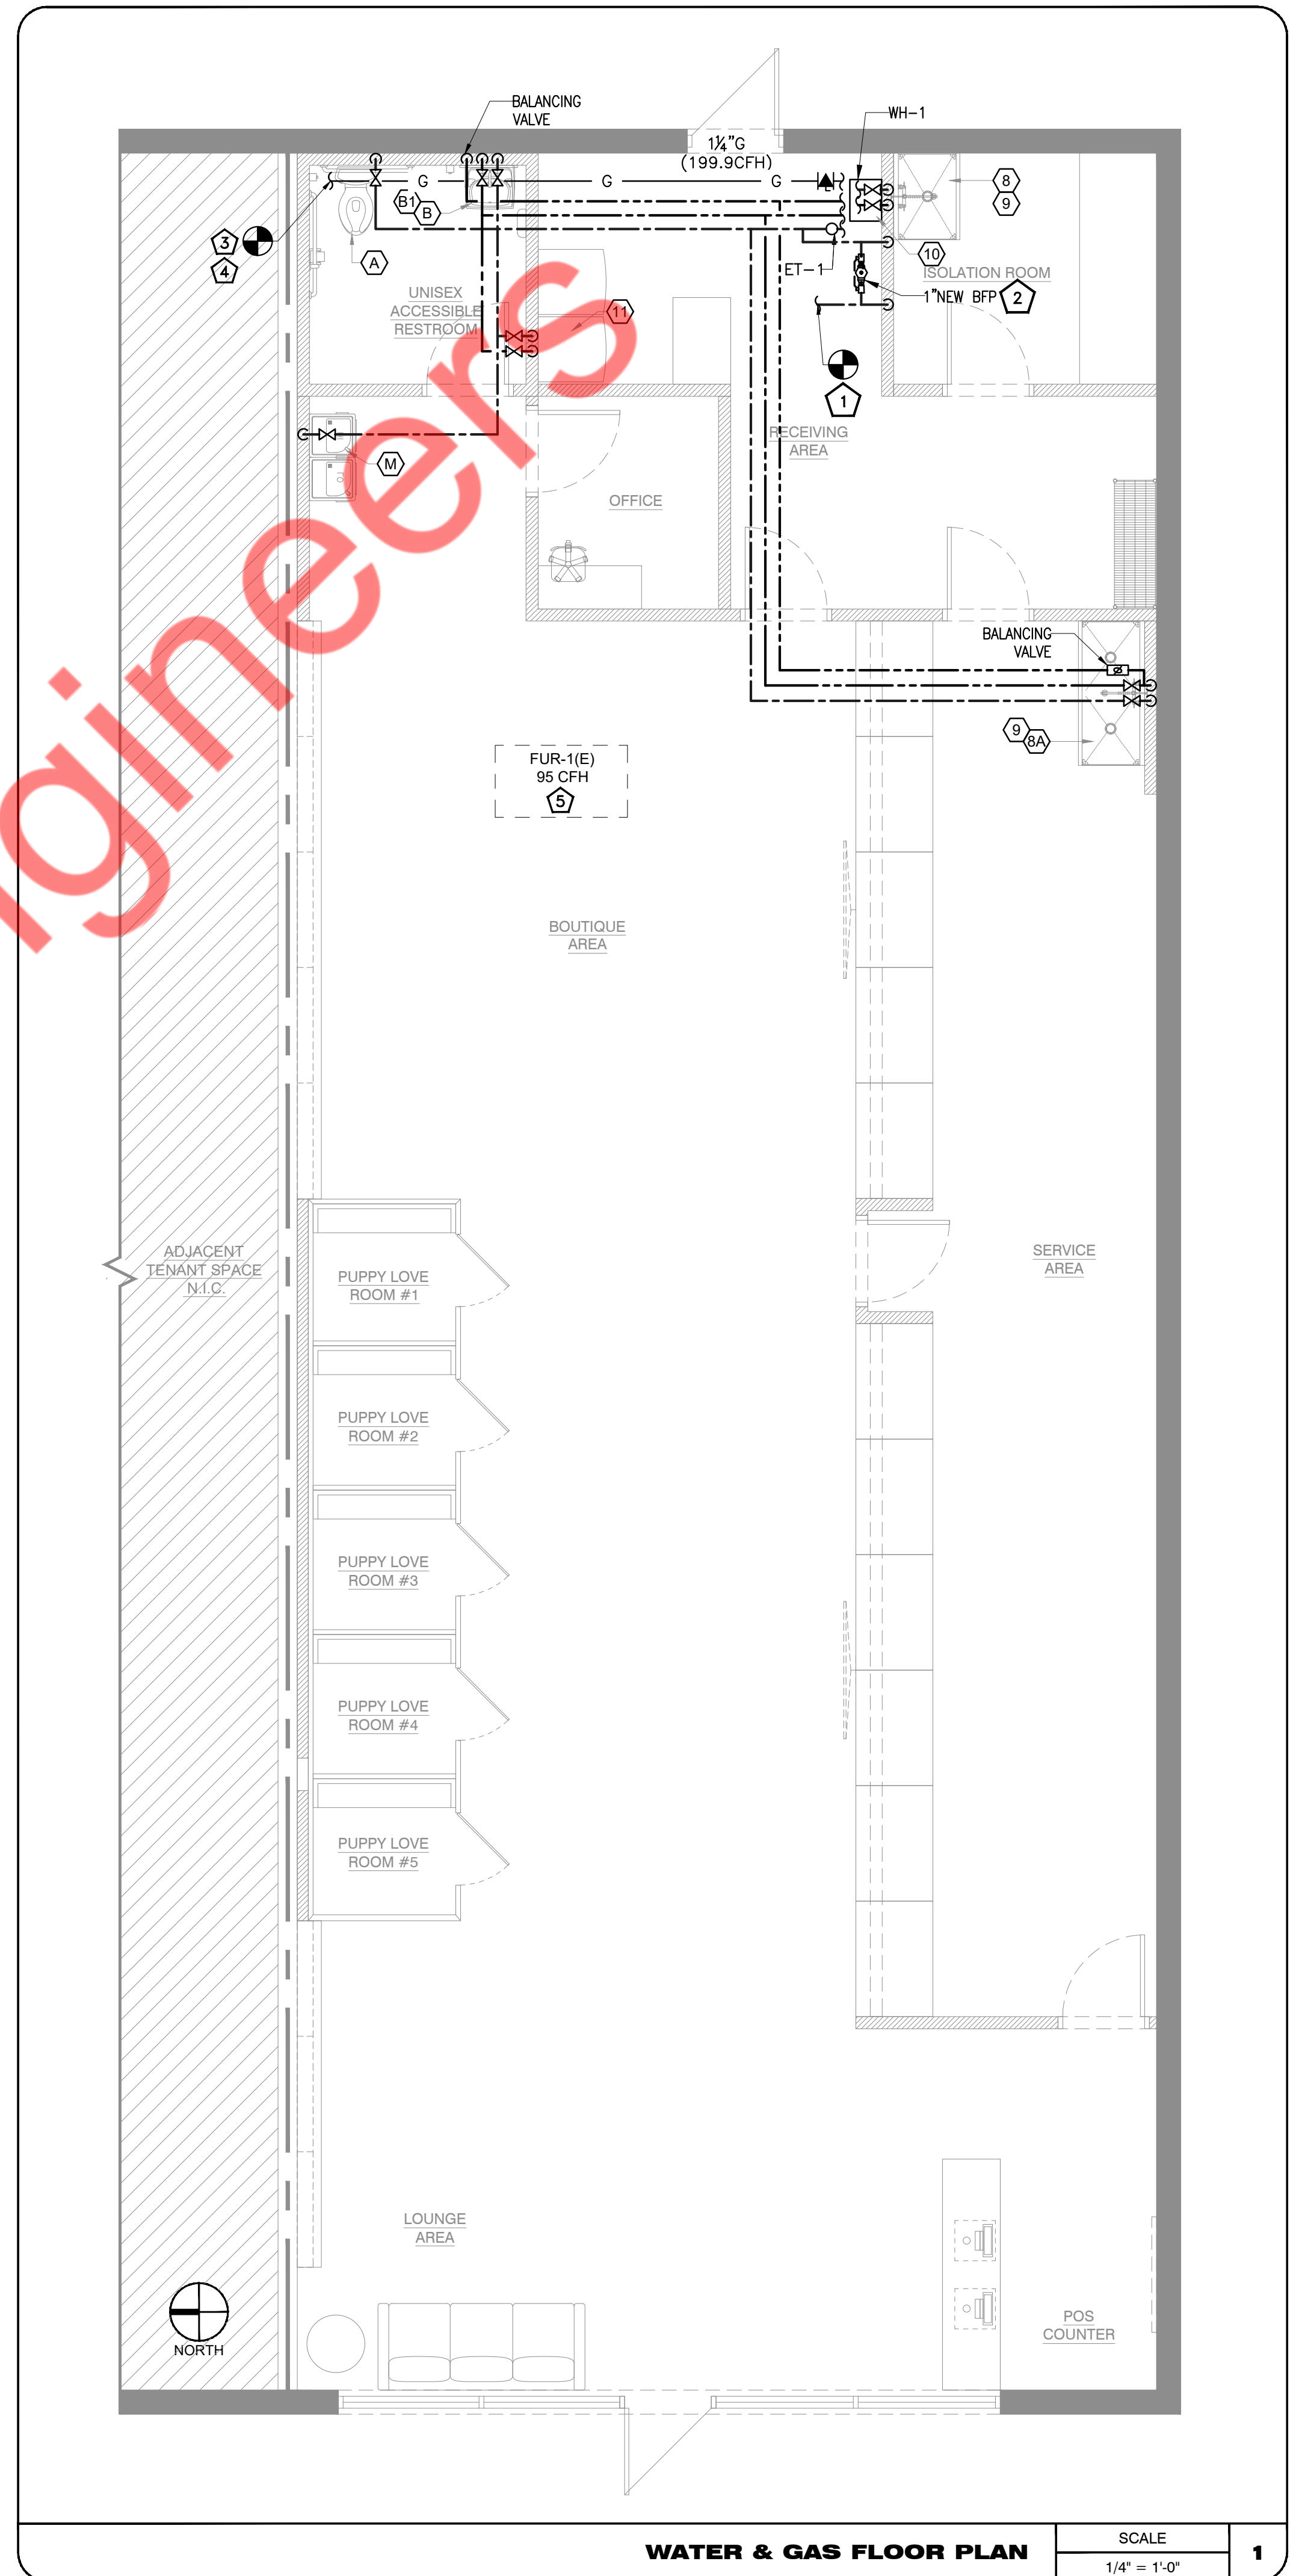 BALANCING
VALVE
WH-1
1¼"G
(199.9CFH)
G
G
G
8
9
B1
B
3
4
A
10
ET-1
ISOLATION ROOM
1"NEW BFP
2
UNISEX
ACCESSIBLE
RESTROOM
11
1
RECEIVING
AREA
M
OFFICE
BALANCING
VALVE
9
8A
FUR-1(E)
95 CFH
5
BOUTIQUE
AREA
ADJACENT
TENANT SPACE
N.I.C.
SERVICE
AREA
PUPPY LOVE
ROOM #1
PUPPY LOVE
ROOM #2
PUPPY LOVE
ROOM #3
PUPPY LOVE
ROOM #4
PUPPY LOVE
ROOM #5
LOUNGE
AREA
NORTH
POS
COUNTER
gineers
WATER & GAS FLOOR PLAN
SCALE
1/4" = 1'-0"
1